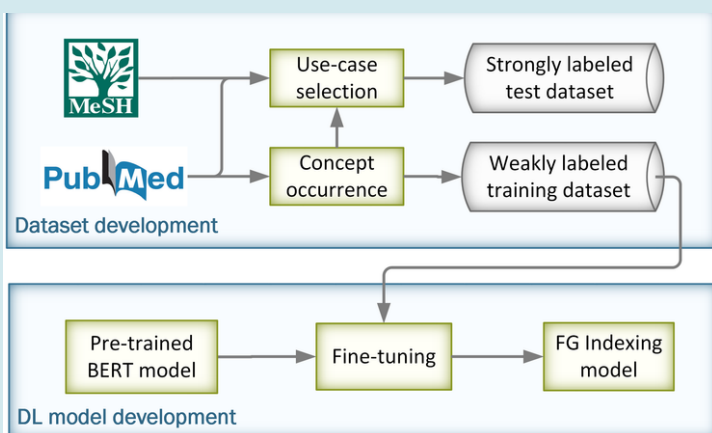 MeSH
Use-case
selection
Strongly labeled
test dataset
PubMed
Concept
occurrence
Weakly labeled
training dataset
Dataset development
Pre-trained
BERT model
Fine-tuning
FG Indexing
model
DL model development